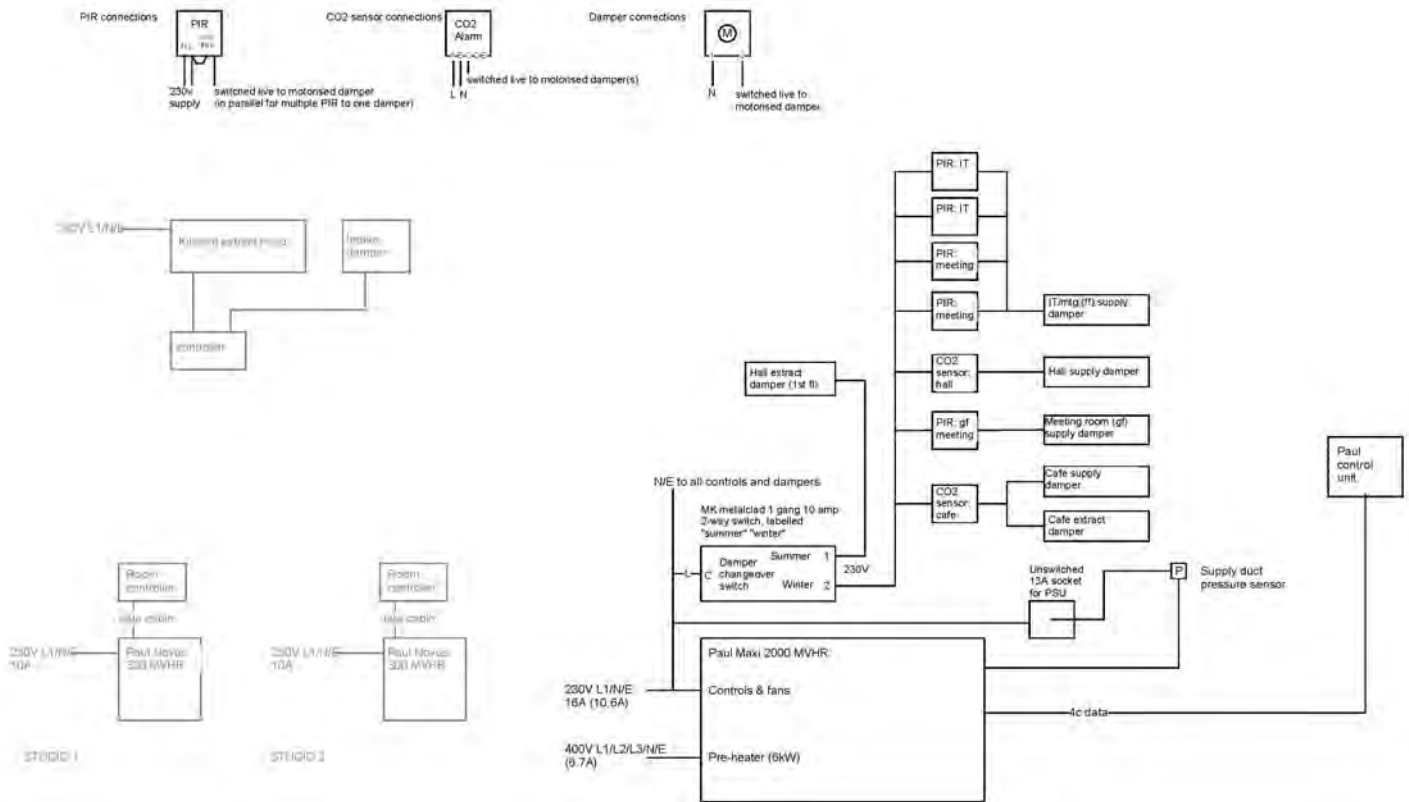 PIR connections
PIR
N L
230v
supply
switched live to motorised damper
(in parallel for multiple PIR to one damper)
CO2 sensor connections
CO2
Alarm
switched live to motorised damper(s)
L N
Damper connections
M
N
switched live to
motorised damper
230V L1/N/E
Kitchen extract hood
Intake
damper
controller
PIR: IT
PIR: IT
PIR:
meeting
PIR:
meeting
IT/mtg (ff) supply
damper
CO2
sensor:
hall
Hall supply damper
PIR: gf
meeting
Meeting room (gf)
supply damper
CO2
sensor:
cafe
Cafe supply
damper
Cafe extract
damper
Hall extract
damper (1st fl)
Paul
control
unit
N/E to all controls and dampers
MK metalclad 1 gang 10 amp
2-way switch, labelled
"summer" "winter"
L
C
Damper
changeover
switch
Summer 1
Winter 2
230V
Unswitched
13A socket
for PSU
P
Supply duct
pressure sensor
Paul Maxi 2000 MVHR
230V L1/N/E
16A (10.6A)
Controls & fans
4c data
400V L1/L2/L3/N/E
(8.7A)
Pre-heater (6kW)
Room
controller
data cable
230V L1/N/E
10A
Paul Novus
300 MVHR
STUDIO 1
Room
controller
data cable
230V L1/N/E
10A
Paul Novus
300 MVHR
STUDIO 2